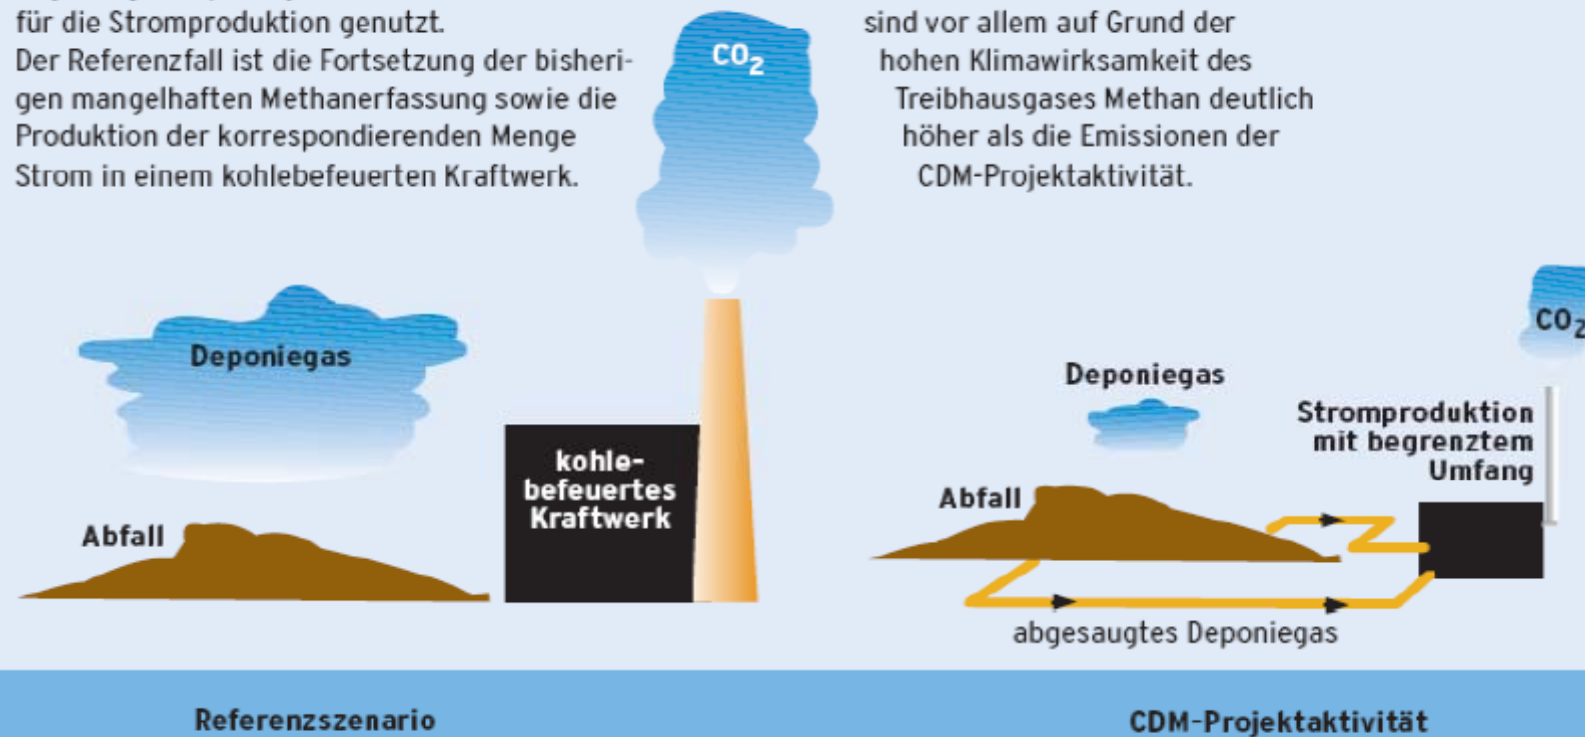 für die Stromproduktion genutzt.
Der Referenzfall ist die Fortsetzung der bisheri-
gen mangelhaften Methanerfassung sowie die
Produktion der korrespondierenden Menge
Strom in einem kohlebefeuerten Kraftwerk.
sind vor allem auf Grund der
hohen Klimawirksamkeit des
Treibhausgases Methan deutlich
höher als die Emissionen der
CDM-Projektaktivität.
CO₂
Deponiegas
Abfall
kohle-
befeuertes
Kraftwerk
CO₂
Deponiegas
Stromproduktion
mit begrenztem
Umfang
Abfall
abgesaugtes Deponiegas
Referenzszenario
CDM-Projektaktivität